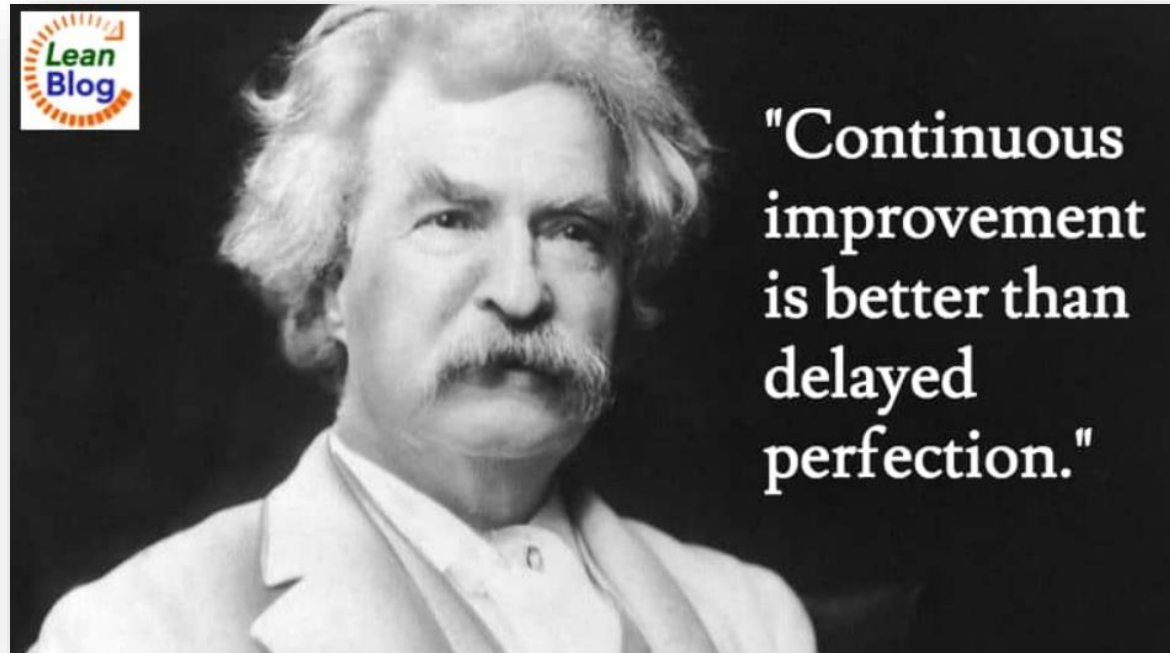 Lean
Blog
"Continuous
improvement
is better than
delayed
perfection."